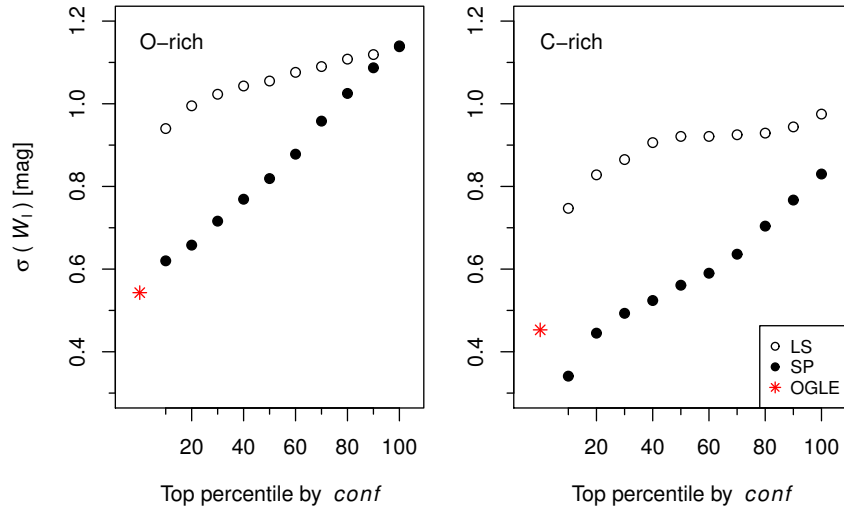 O−rich
C−rich
σ ( W_I ) [mag]
1.2
1.0
0.8
0.6
0.4
20 40 60 80 100
Top percentile by conf
1.2
1.0
0.8
0.6
0.4
20 40 60 80 100
Top percentile by conf
LS
SP
OGLE